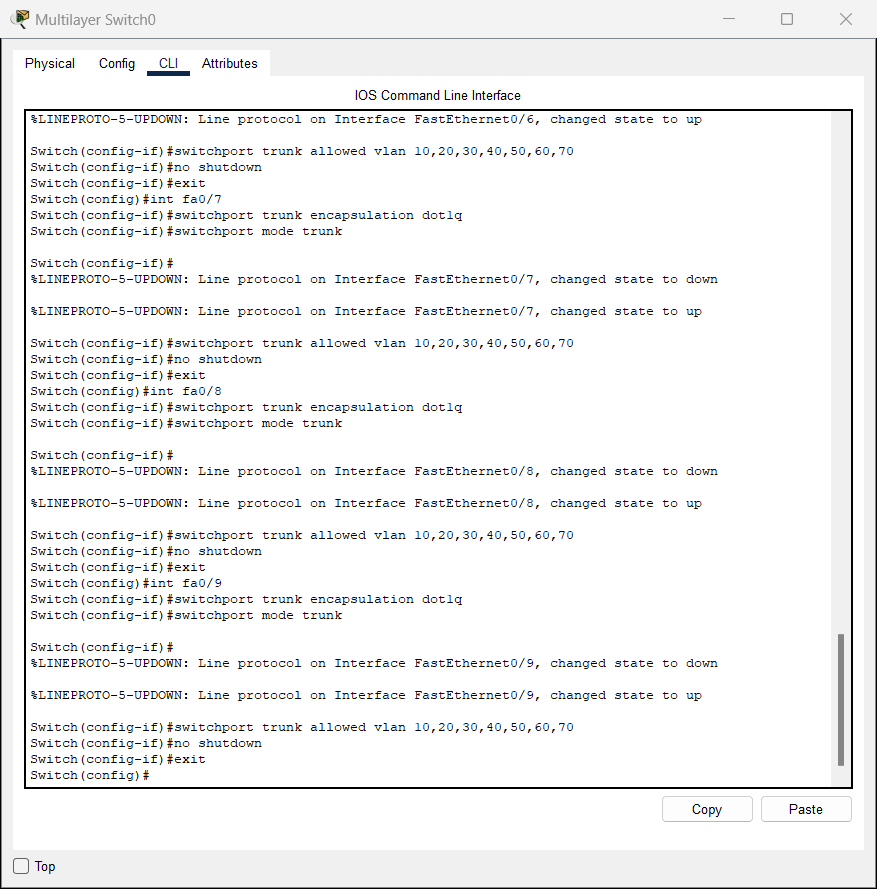 Multilayer Switch0
Physical Config CLI Attributes
IOS Command Line Interface
%LINEPROTO-5-UPDOWN: Line protocol on Interface FastEthernet0/6, changed state to up
Switch(config-if)#switchport trunk allowed vlan 10,20,30,40,50,60,70
Switch(config-if)#no shutdown
Switch(config-if)#exit
Switch(config)#int fa0/7
Switch(config-if)#switchport trunk encapsulation dot1q
Switch(config-if)#switchport mode trunk
Switch(config-if)#
%LINEPROTO-5-UPDOWN: Line protocol on Interface FastEthernet0/7, changed state to down
%LINEPROTO-5-UPDOWN: Line protocol on Interface FastEthernet0/7, changed state to up
Switch(config-if)#switchport trunk allowed vlan 10,20,30,40,50,60,70
Switch(config-if)#no shutdown
Switch(config-if)#exit
Switch(config)#int fa0/8
Switch(config-if)#switchport trunk encapsulation dot1q
Switch(config-if)#switchport mode trunk
Switch(config-if)#
%LINEPROTO-5-UPDOWN: Line protocol on Interface FastEthernet0/8, changed state to down
%LINEPROTO-5-UPDOWN: Line protocol on Interface FastEthernet0/8, changed state to up
Switch(config-if)#switchport trunk allowed vlan 10,20,30,40,50,60,70
Switch(config-if)#no shutdown
Switch(config-if)#exit
Switch(config)#int fa0/9
Switch(config-if)#switchport trunk encapsulation dot1q
Switch(config-if)#switchport mode trunk
Switch(config-if)#
%LINEPROTO-5-UPDOWN: Line protocol on Interface FastEthernet0/9, changed state to down
%LINEPROTO-5-UPDOWN: Line protocol on Interface FastEthernet0/9, changed state to up
Switch(config-if)#switchport trunk allowed vlan 10,20,30,40,50,60,70
Switch(config-if)#no shutdown
Switch(config-if)#exit
Switch(config)#
Copy Paste
Top